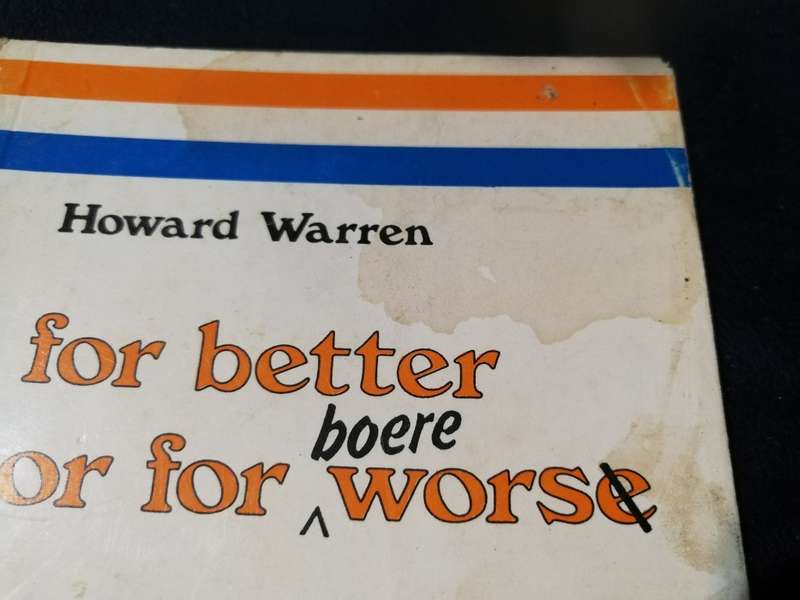 Howard Warren
for better
boere
or for ^ worse